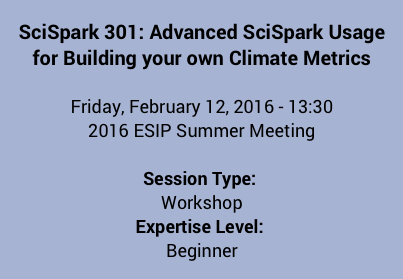 SciSpark 301: Advanced SciSpark Usage
for Building your own Climate Metrics
Friday, February 12, 2016 - 13:30
2016 ESIP Summer Meeting
Session Type:
Workshop
Expertise Level:
Beginner